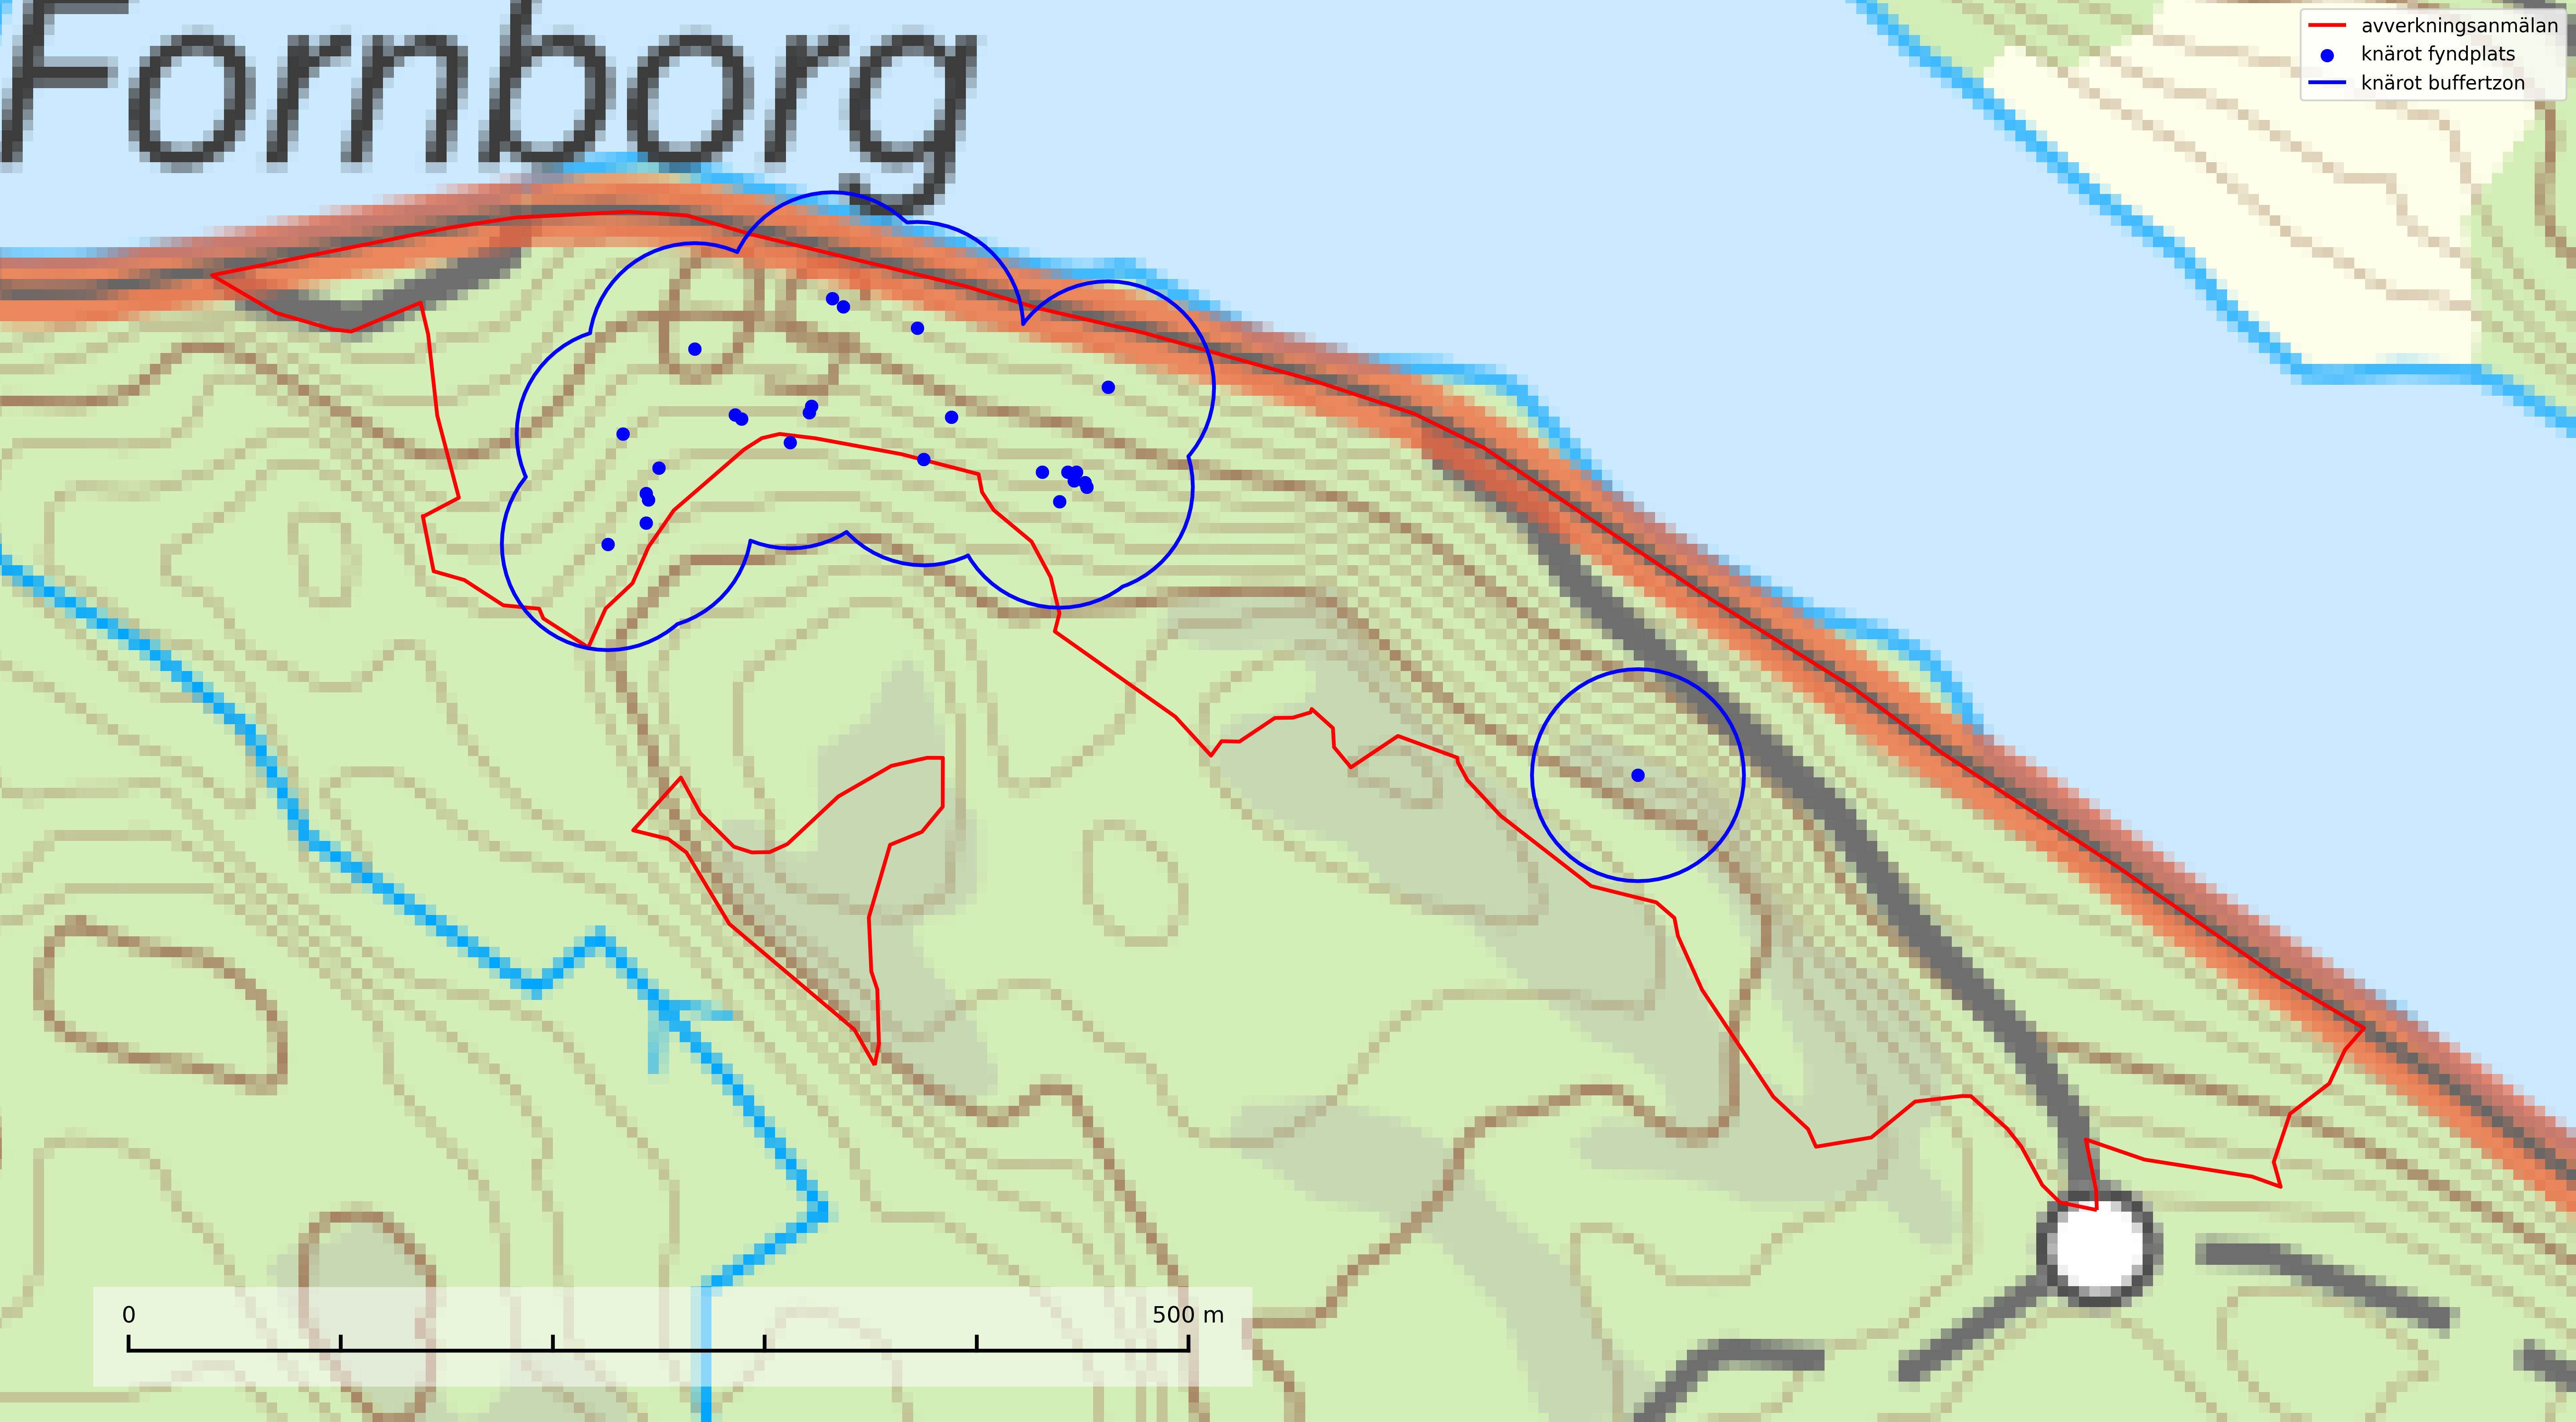 Fornborg
avverkningsanmälan
knärot fyndplats
knärot buffertzon
0 500 m